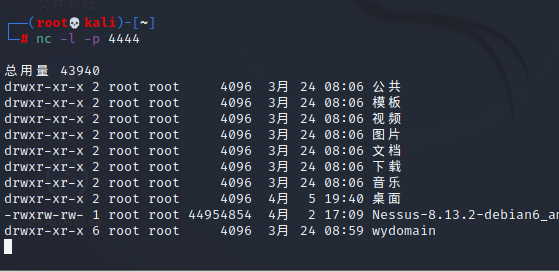 (root💀kali)-[~]
# nc -l -p 4444
总用量 43940
drwxr-xr-x 2 root root 4096 3月 24 08:06 公共
drwxr-xr-x 2 root root 4096 3月 24 08:06 模板
drwxr-xr-x 2 root root 4096 3月 24 08:06 视频
drwxr-xr-x 2 root root 4096 3月 24 08:06 图片
drwxr-xr-x 2 root root 4096 3月 24 08:06 文档
drwxr-xr-x 2 root root 4096 3月 24 08:06 下载
drwxr-xr-x 2 root root 4096 3月 24 08:06 音乐
drwxr-xr-x 2 root root 4096 4月 5 19:40 桌面
-rwxrw-rw- 1 root root 44954854 4月 2 17:09 Nessus-8.13.2-debian6_am
drwxr-xr-x 6 root root 4096 3月 24 08:59 wydomain